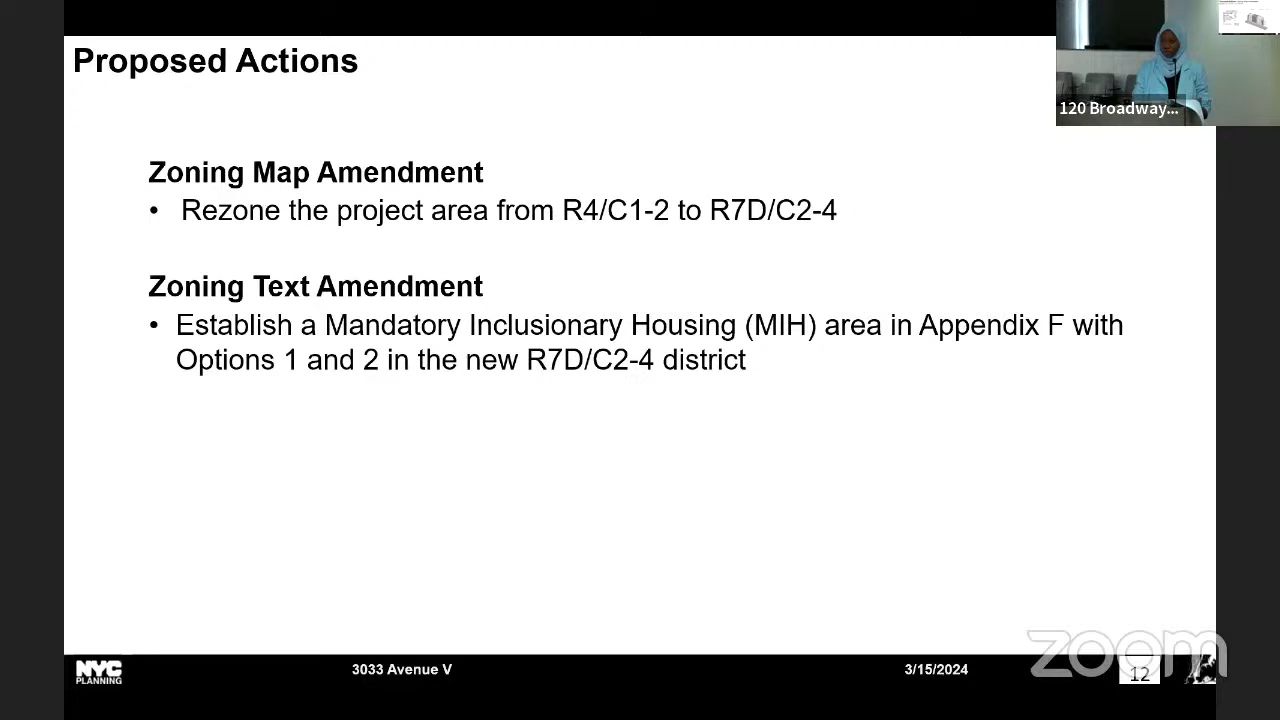 Proposed Actions
120 Broadway...
Zoning Map Amendment
• Rezone the project area from R4/C1-2 to R7D/C2-4
Zoning Text Amendment
• Establish a Mandatory Inclusionary Housing (MIH) area in Appendix F with
Options 1 and 2 in the new R7D/C2-4 district
zoom
NYC
PLANNING
3033 Avenue V
3/15/2024
12